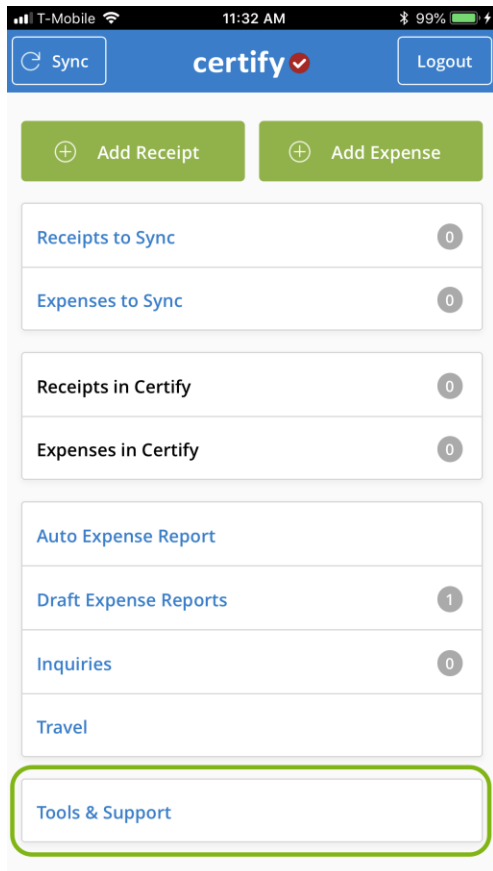 T-Mobile 11:32 AM 99%
Sync certify Logout
Add Receipt Add Expense
Receipts to Sync 0
Expenses to Sync 0
Receipts in Certify 0
Expenses in Certify 0
Auto Expense Report
Draft Expense Reports 1
Inquiries 0
Travel
Tools & Support